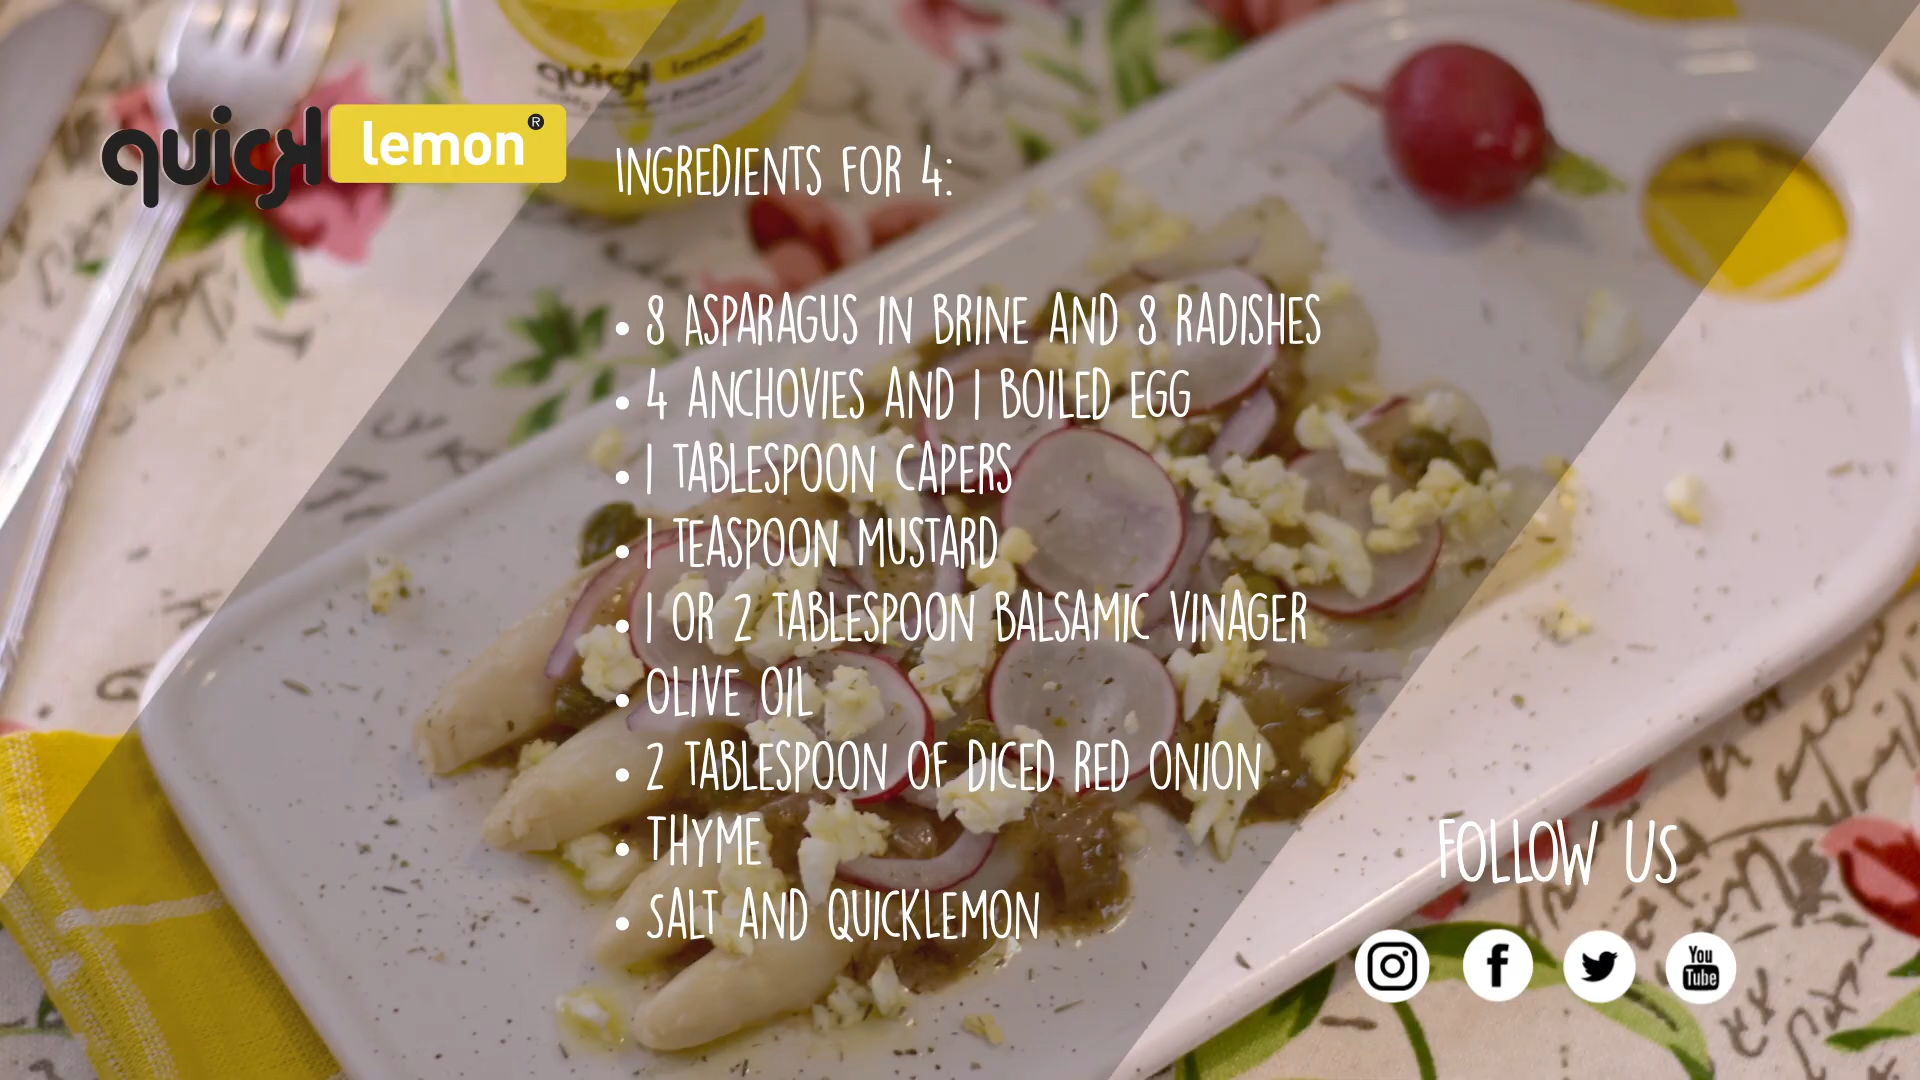 quick lemon®
quick lemon
INGREDIENTS FOR 4:
• 8 ASPARAGUS IN BRINE AND 8 RADISHES
• 4 ANCHOVIES AND 1 BOILED EGG
• 1 TABLESPOON CAPERS
• 1 TEASPOON MUSTARD
• 1 OR 2 TABLESPOON BALSAMIC VINAGER
• OLIVE OIL
• 2 TABLESPOON OF DICED RED ONION
• THYME
• SALT AND QUICKLEMON
FOLLOW US
You Tube